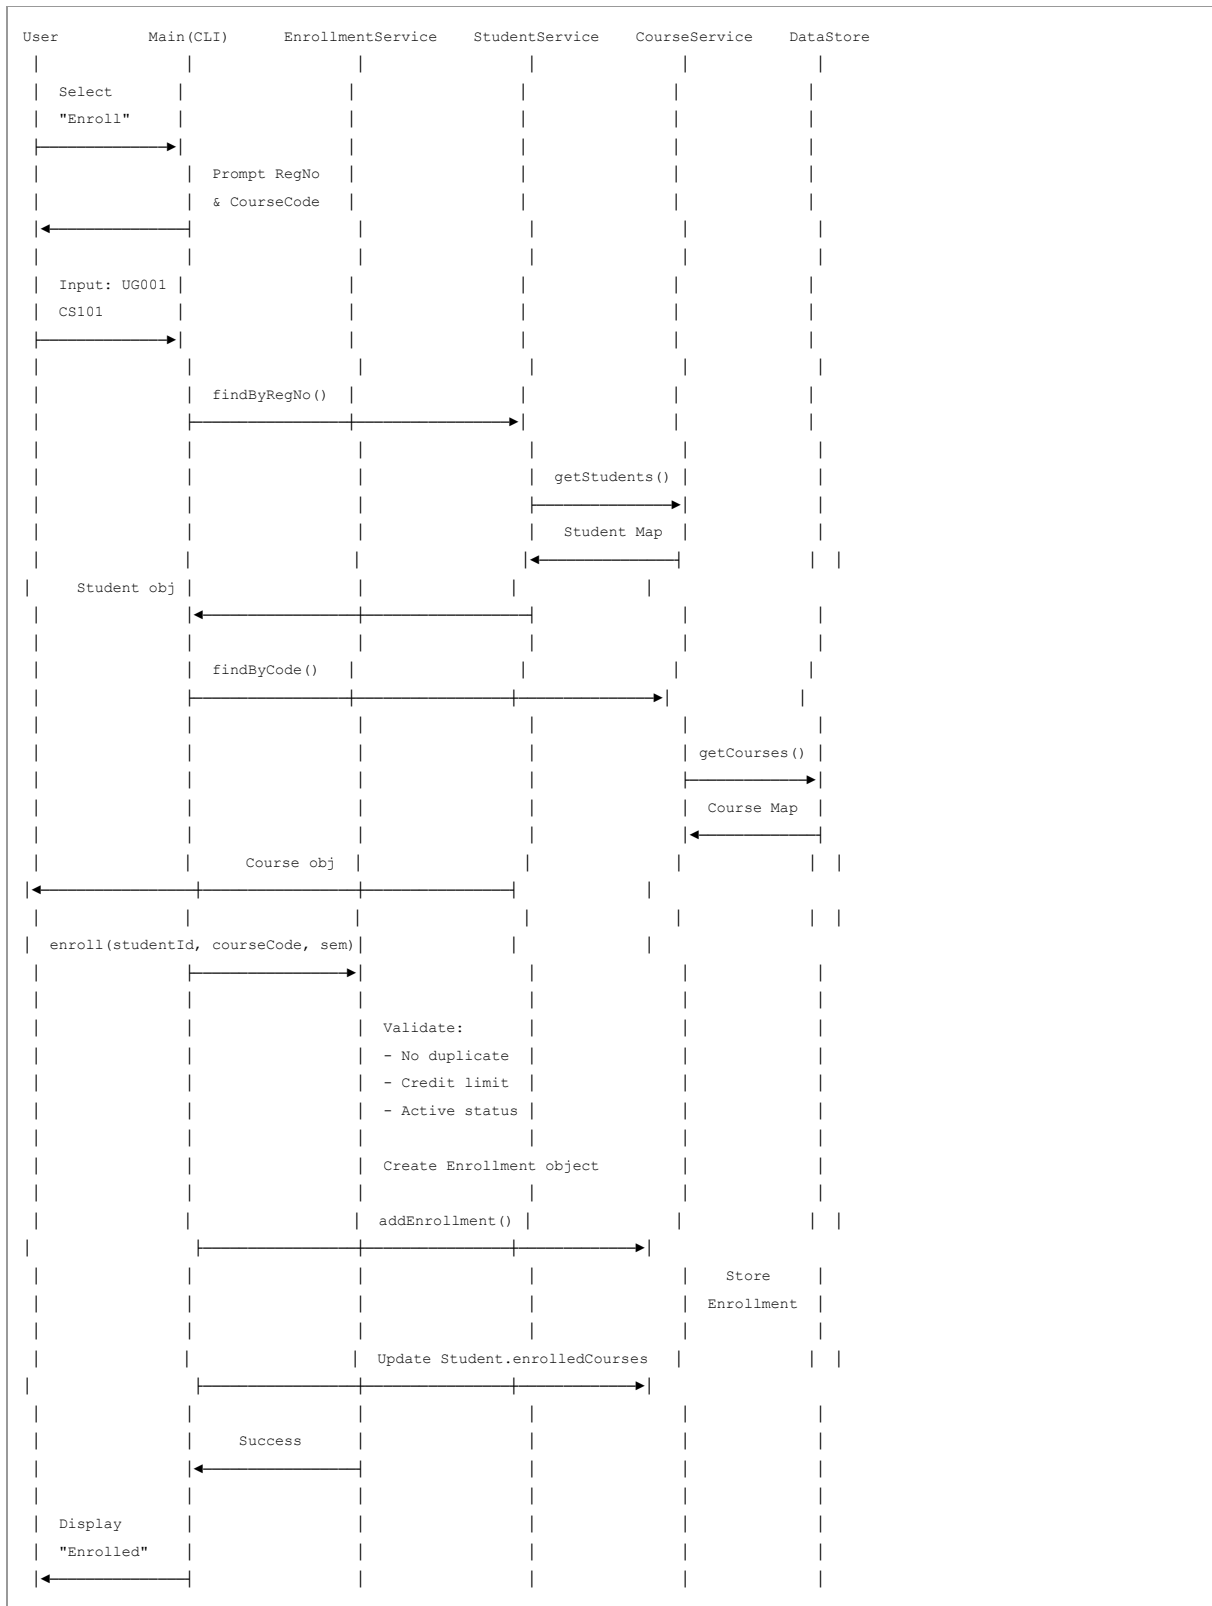 User Main(CLI) EnrollmentService StudentService CourseService DataStore
Select
"Enroll"
Prompt RegNo
& CourseCode
Input: UG001
CS101
findByRegNo()
getStudents()
Student Map
Student obj
findByCode()
getCourses()
Course Map
Course obj
enroll(studentId, courseCode, sem)
Validate:
- No duplicate
- Credit limit
- Active status
Create Enrollment object
addEnrollment()
Store
Enrollment
Update Student.enrolledCourses
Success
Display
"Enrolled"